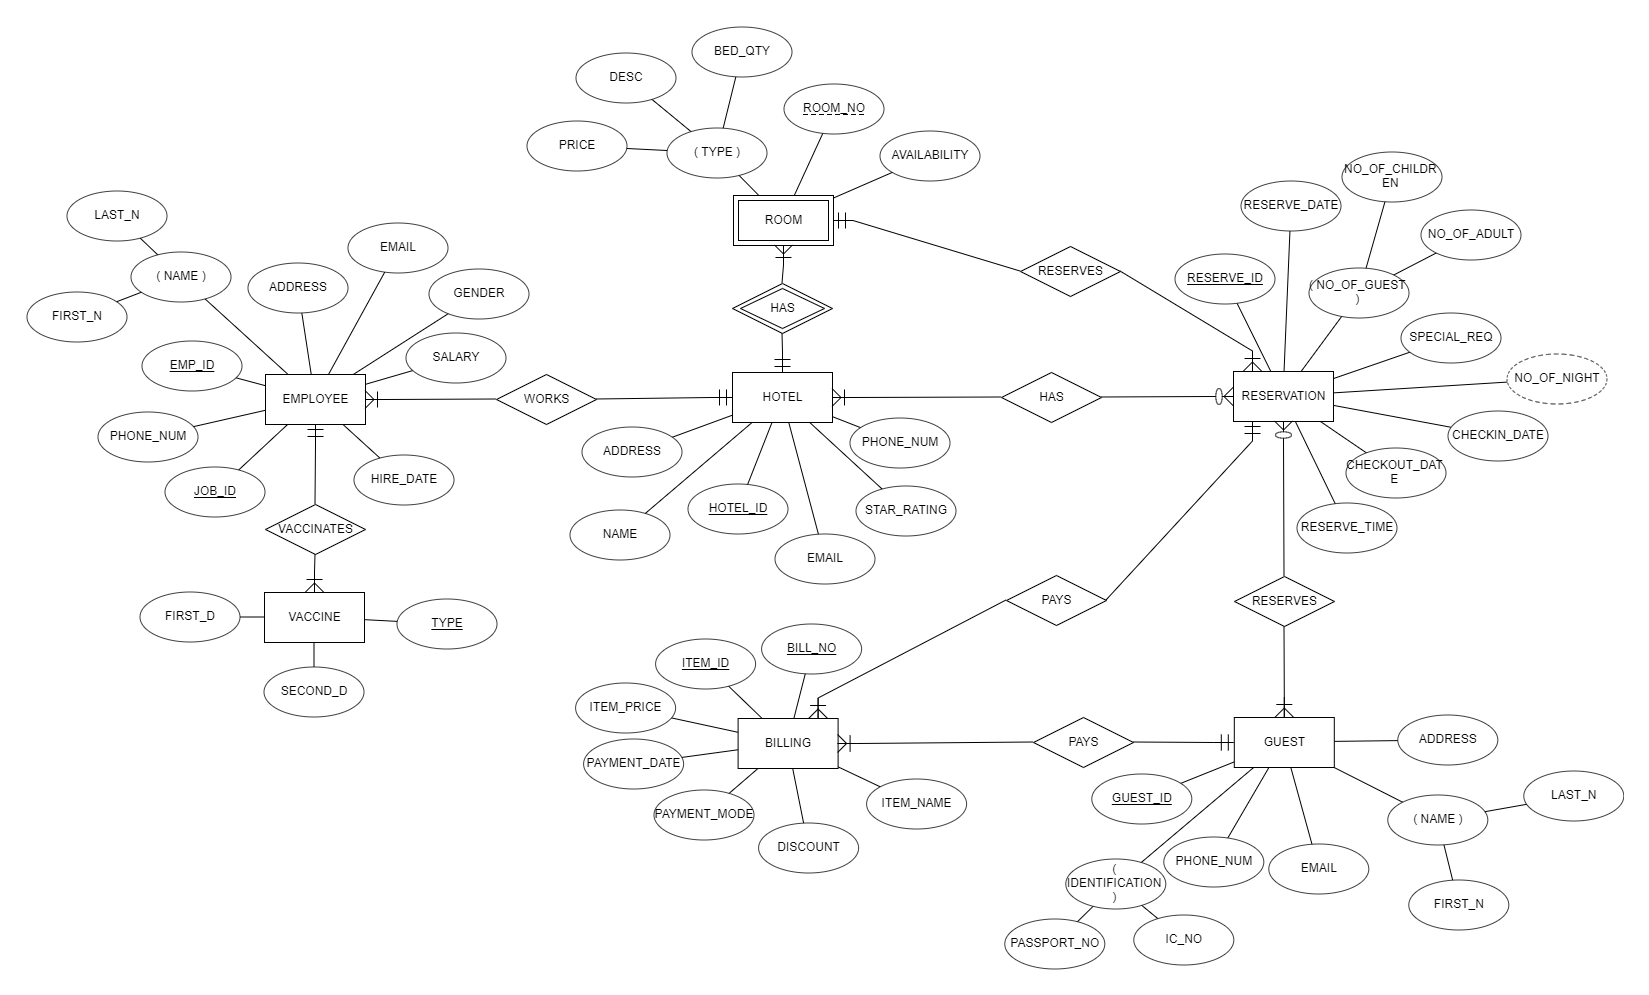 BED_QTY
DESC
ROOM_NO
PRICE
( TYPE )
AVAILABILITY
NO_OF_CHILDR
EN
RESERVE_DATE
LAST_N
ROOM
NO_OF_ADULT
EMAIL
( NAME )
RESERVES
RESERVE_ID
( NO_OF_GUEST
)
ADDRESS
GENDER
FIRST_N
HAS
SPECIAL_REQ
SALARY
EMP_ID
NO_OF_NIGHT
EMPLOYEE
WORKS
HOTEL
HAS
RESERVATION
PHONE_NUM
ADDRESS
PHONE_NUM
CHECKIN_DATE
CHECKOUT_DAT
E
HIRE_DATE
JOB_ID
HOTEL_ID
STAR_RATING
VACCINATES
NAME
RESERVE_TIME
EMAIL
PAYS
RESERVES
FIRST_D
VACCINE
TYPE
BILL_NO
ITEM_ID
SECOND_D
ITEM_PRICE
BILLING
PAYS
GUEST
ADDRESS
PAYMENT_DATE
ITEM_NAME
GUEST_ID
LAST_N
PAYMENT_MODE
( NAME )
DISCOUNT
PHONE_NUM
EMAIL
(
IDENTIFICATION
)
FIRST_N
PASSPORT_NO
IC_NO